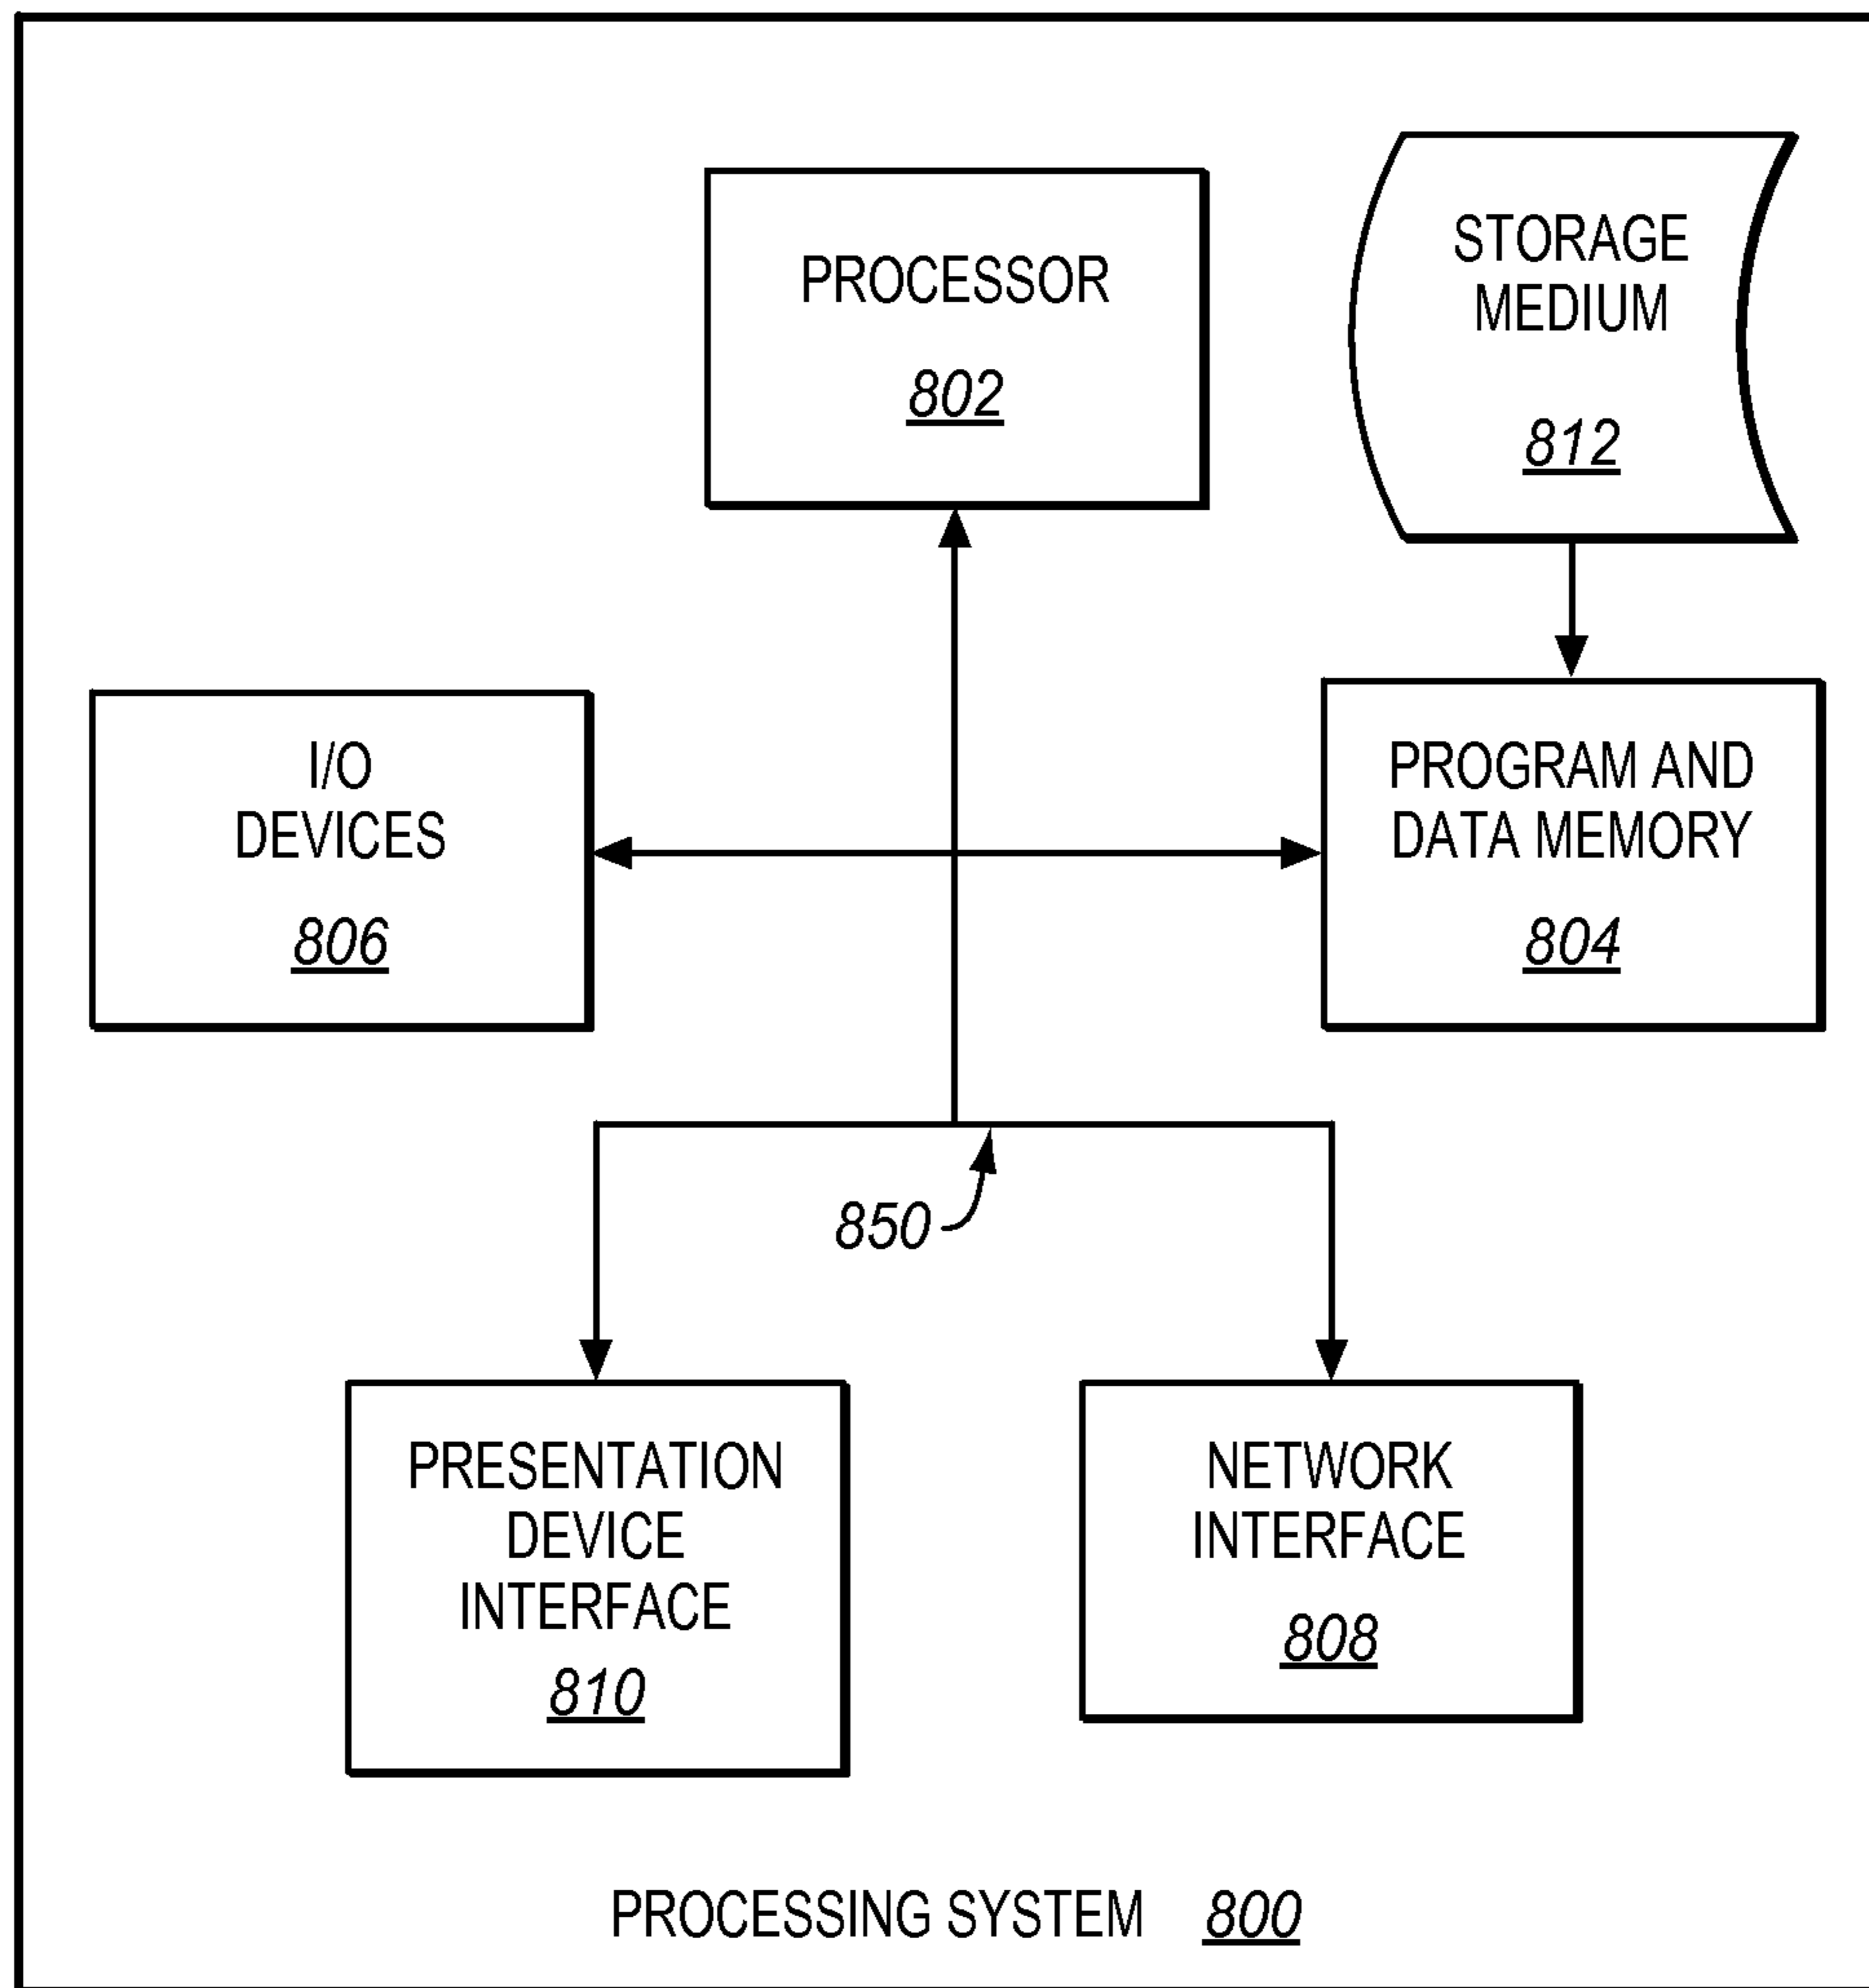 PROCESSOR
802
STORAGE
MEDIUM
812
I/O
DEVICES
806
PROGRAM AND
DATA MEMORY
804
850
PRESENTATION
DEVICE
INTERFACE
810
NETWORK
INTERFACE
808
PROCESSING SYSTEM 800